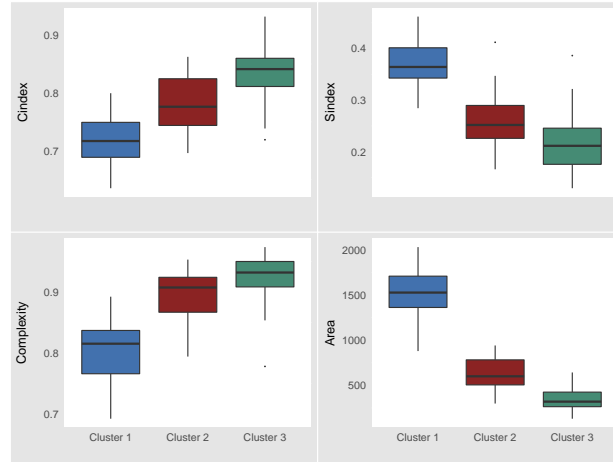 Cindex
0.9
0.8
0.7
Sindex
0.4
0.3
0.2
Complexity
0.9
0.8
0.7
Cluster 1 Cluster 2 Cluster 3
Area
2000
1500
1000
500
Cluster 1 Cluster 2 Cluster 3